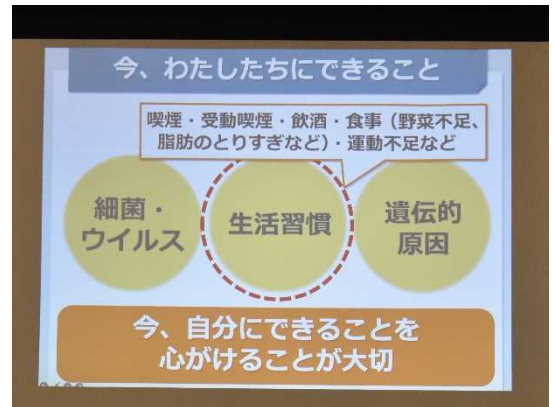 今、わたしたちにできること
喫煙・受動喫煙・飲酒・食事（野菜不足、
脂肪のとりすぎなど）・運動不足など
細菌・
ウイルス
生活習慣
遺伝的
原因
今、自分にできることを
心がけることが大切